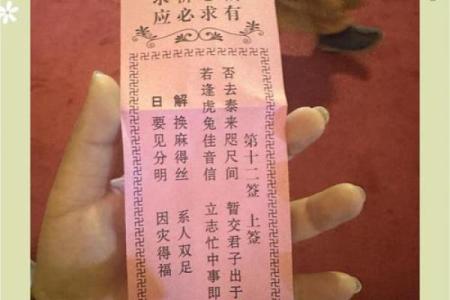 有求必应
第十二签 上签
否去泰来咫尺间 暂交君子出于
若逢虎兔佳音信 立志忙中事即
解 换麻得丝 系人双足
日要见分明 因灾得福